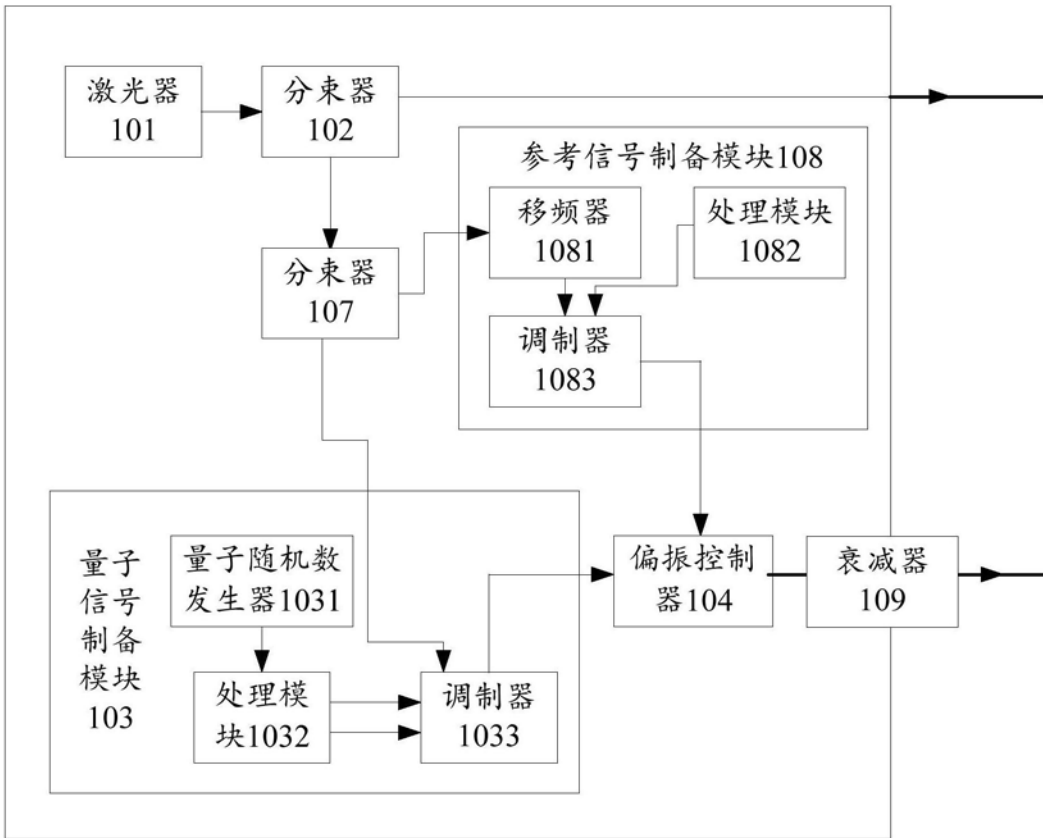 激光器
101
分束器
102
参考信号制备模块108
移频器
1081
处理模块
1082
分束器
107
调制器
1083
量子
信号
制备
模块
103
量子随机数
发生器1031
处理模
块1032
调制器
1033
偏振控制
器104
衰减器
109